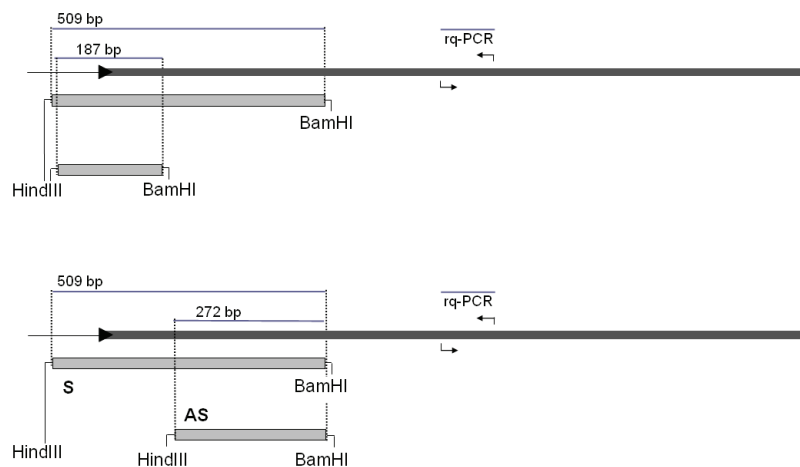 509 bp
rq-PCR
187 bp
BamHI
HindIII
BamHI
509 bp
rq-PCR
272 bp
S
BamHI
AS
HindIII
HindIII
BamHI